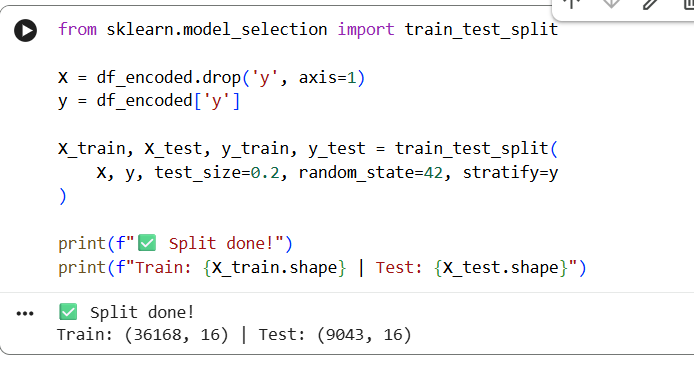 from sklearn.model_selection import train_test_split
X = df_encoded.drop('y', axis=1)
y = df_encoded['y']
X_train, X_test, y_train, y_test = train_test_split(
    X, y, test_size=0.2, random_state=42, stratify=y
)
print(f"✅ Split done!")
print(f"Train: {X_train.shape} | Test: {X_test.shape}")
✅ Split done!
Train: (36168, 16) | Test: (9043, 16)